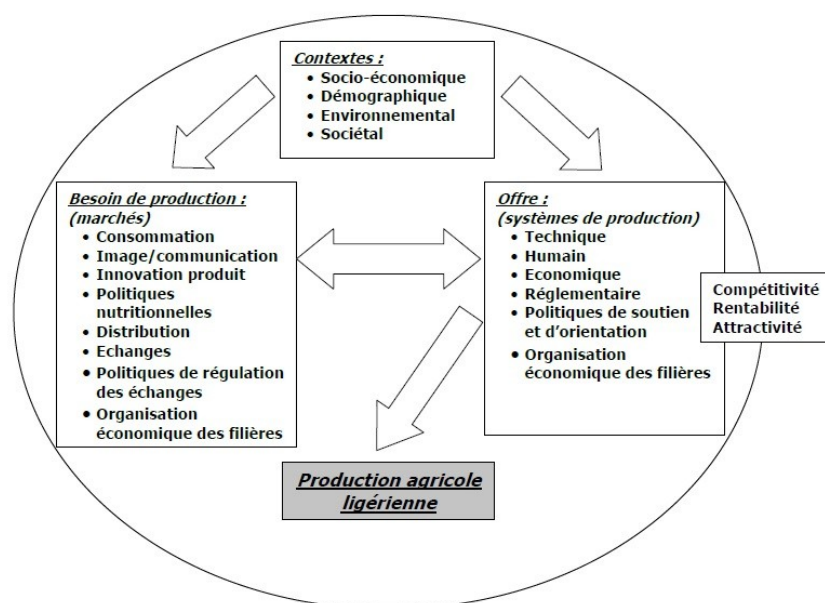 Contextes :
• Socio-économique
• Démographique
• Environnemental
• Sociétal
Besoin de production :
(marchés)
• Consommation
• Image/communication
• Innovation produit
• Politiques
nutritionnelles
• Distribution
• Echanges
• Politiques de régulation
des échanges
• Organisation
économique des filières
Offre :
(systèmes de production)
• Technique
• Humain
• Economique
• Réglementaire
• Politiques de soutien
et d'orientation
• Organisation
économique des filières
Compétitivité
Rentabilité
Attractivité
Production agricole
ligérienne